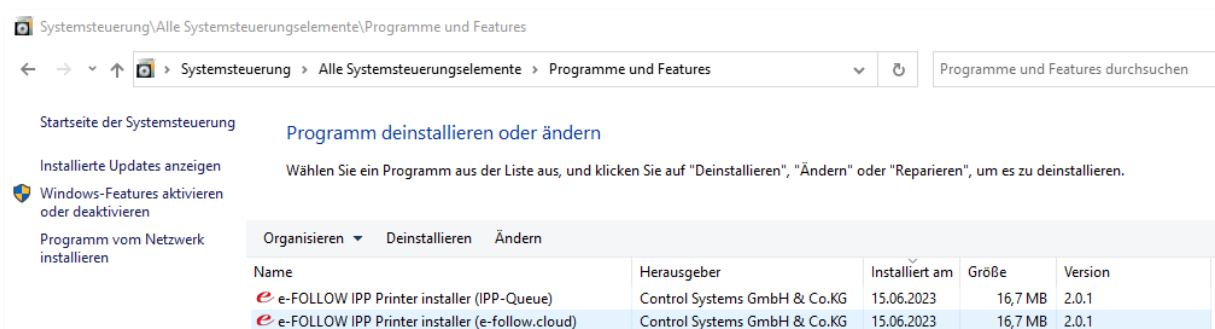 Systemsteuerung\Alle Systemsteuerungselemente\Programme und Features
Systemsteuerung > Alle Systemsteuerungselemente > Programme und Features
Programme und Features durchsuchen
Startseite der Systemsteuerung
Installierte Updates anzeigen
Windows-Features aktivieren
oder deaktivieren
Programm vom Netzwerk
installieren
Programm deinstallieren oder ändern
Wählen Sie ein Programm aus der Liste aus, und klicken Sie auf "Deinstallieren", "Ändern" oder "Reparieren", um es zu deinstallieren.
Organisieren Deinstallieren Ändern
Name Herausgeber Installiert am Größe Version
e-FOLLOW IPP Printer installer (IPP-Queue) Control Systems GmbH & Co.KG 15.06.2023 16,7 MB 2.0.1
e-FOLLOW IPP Printer installer (e-follow.cloud) Control Systems GmbH & Co.KG 15.06.2023 16,7 MB 2.0.1